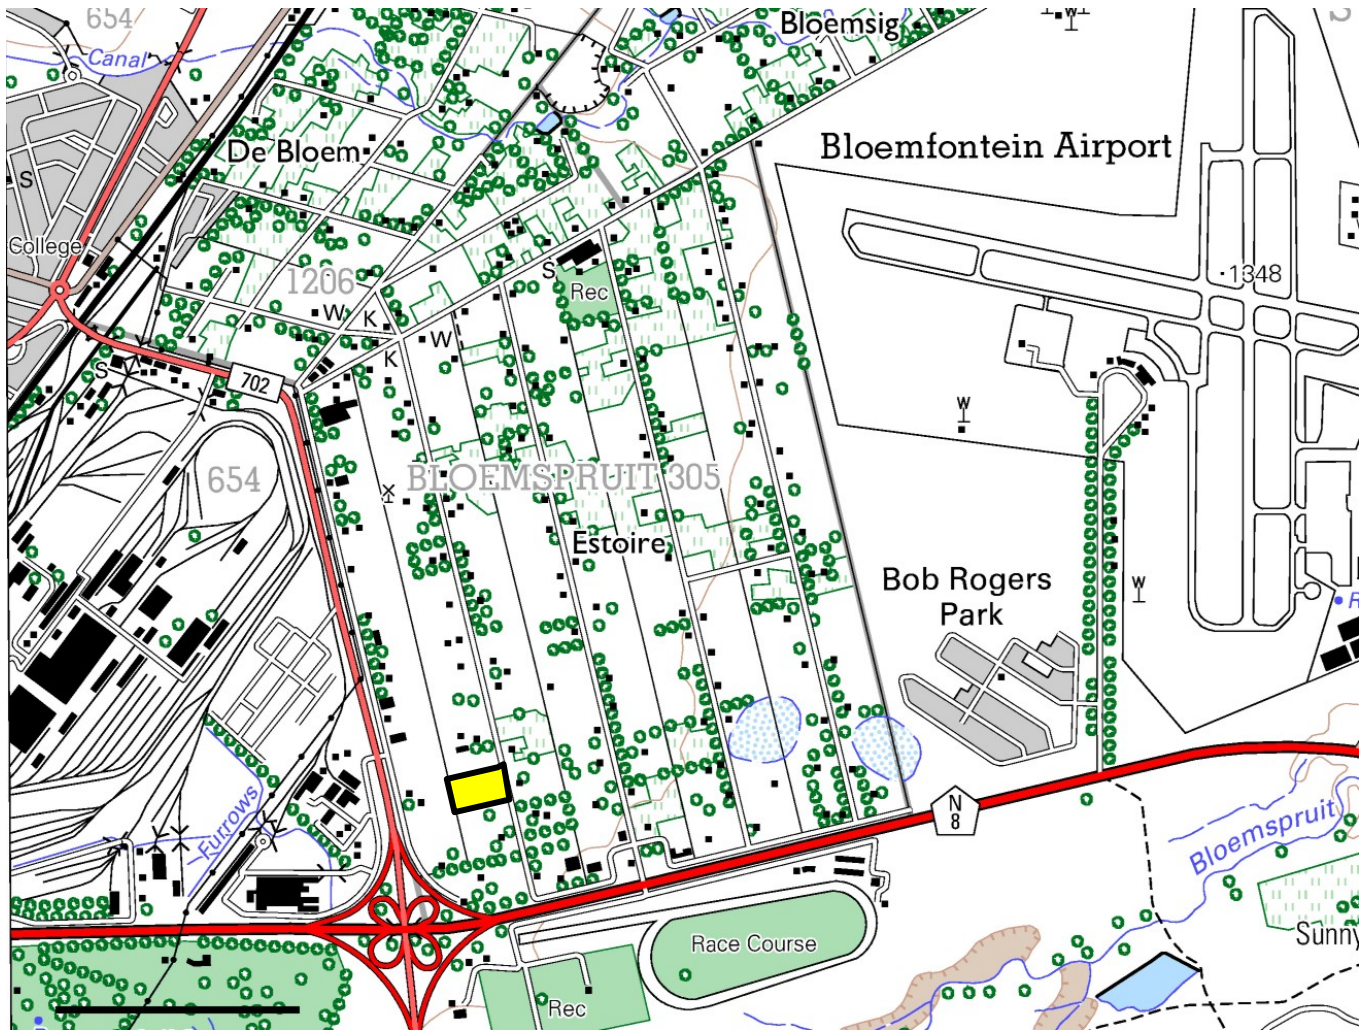 654
Bloemsig
S
Canal
W
De Bloem
Bloemfontein Airport
S
College
1348
1206
S
Rec
W
K
W
K
702
S
W
654
X
BLOEMSPRUIT 305
Estoire
Bob Rogers
Park
W
R
Furrows
N
8
Bloemspruit
Race Course
Sunny
Rec